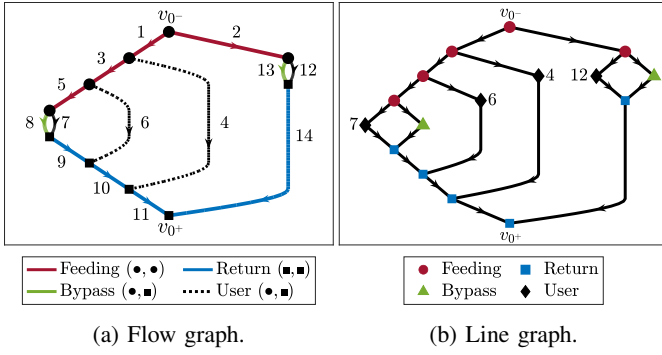 v0-
1
2
3
5
13
12
8
7
6
4
14
9
10
11
v0+
v0-
4
12
6
7
v0+
Feeding (●, ●)
Return (■, ■)
Bypass (●, ■)
User (●, ■)
Feeding
Return
Bypass
User
(a) Flow graph.
(b) Line graph.